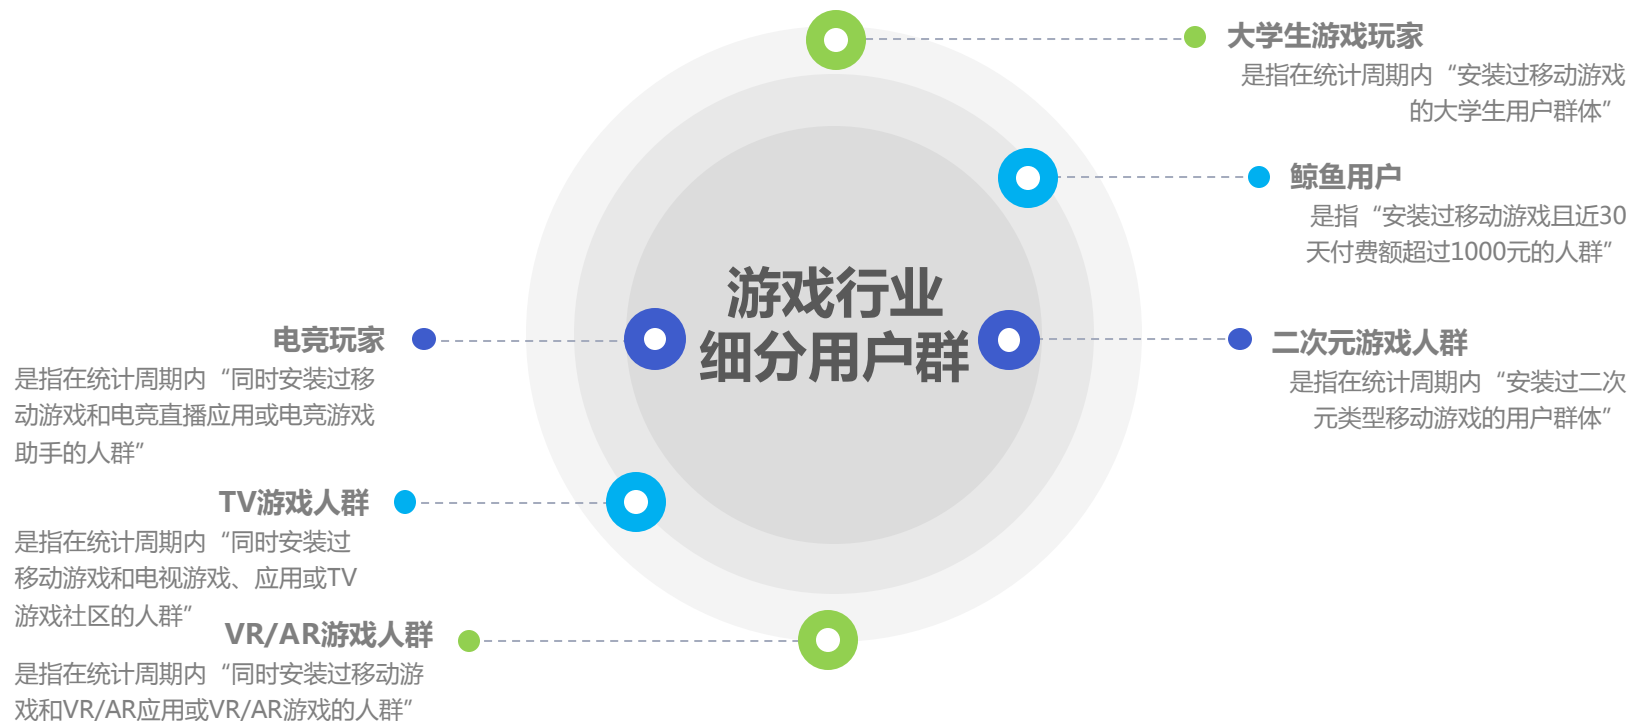 游戏行业
细分用户群
大学生游戏玩家
是指在统计周期内“安装过移动游戏
的大学生用户群体”
鲸鱼用户
是指“安装过移动游戏且近30
天付费额超过1000元的人群”
二次元游戏人群
是指在统计周期内“安装过二次
元类型移动游戏的用户群体”
电竞玩家
是指在统计周期内“同时安装过移
动游戏和电竞直播应用或电竞游戏
助手的人群”
TV游戏人群
是指在统计周期内“同时安装过
移动游戏和电视游戏、应用或TV
游戏社区的人群”
VR/AR游戏人群
是指在统计周期内“同时安装过移动游
戏和VR/AR应用或VR/AR游戏的人群”